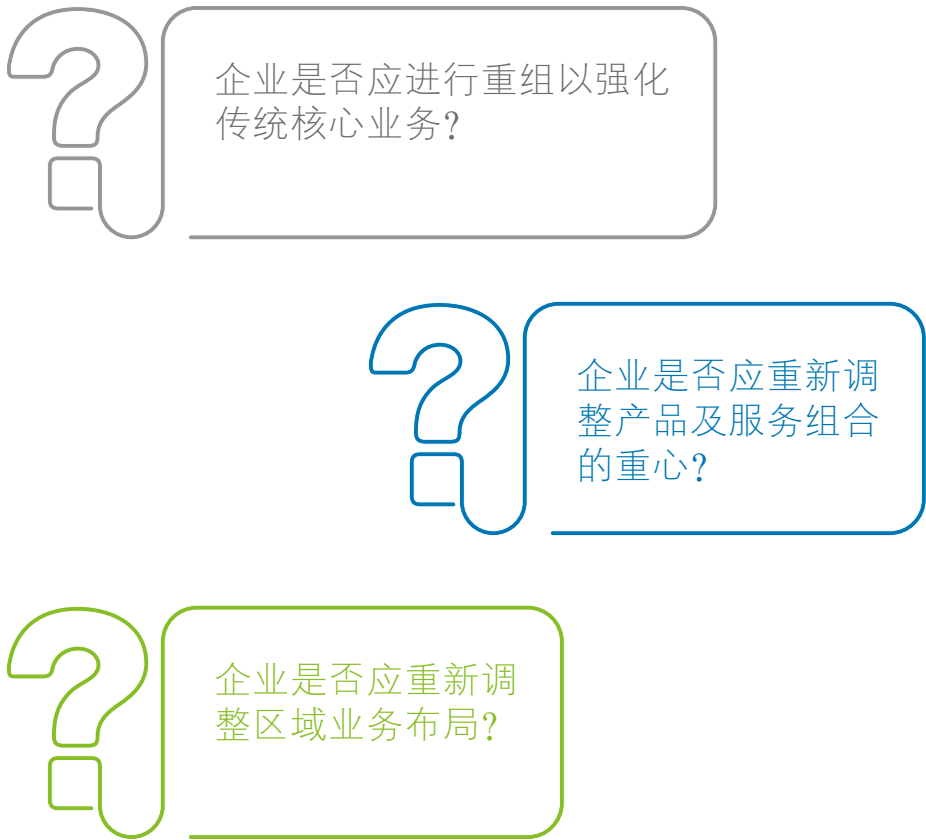 企业是否应进行重组以强化
传统核心业务?
企业是否应重新调
整产品及服务组合
的重心?
企业是否应重新调
整区域业务布局?